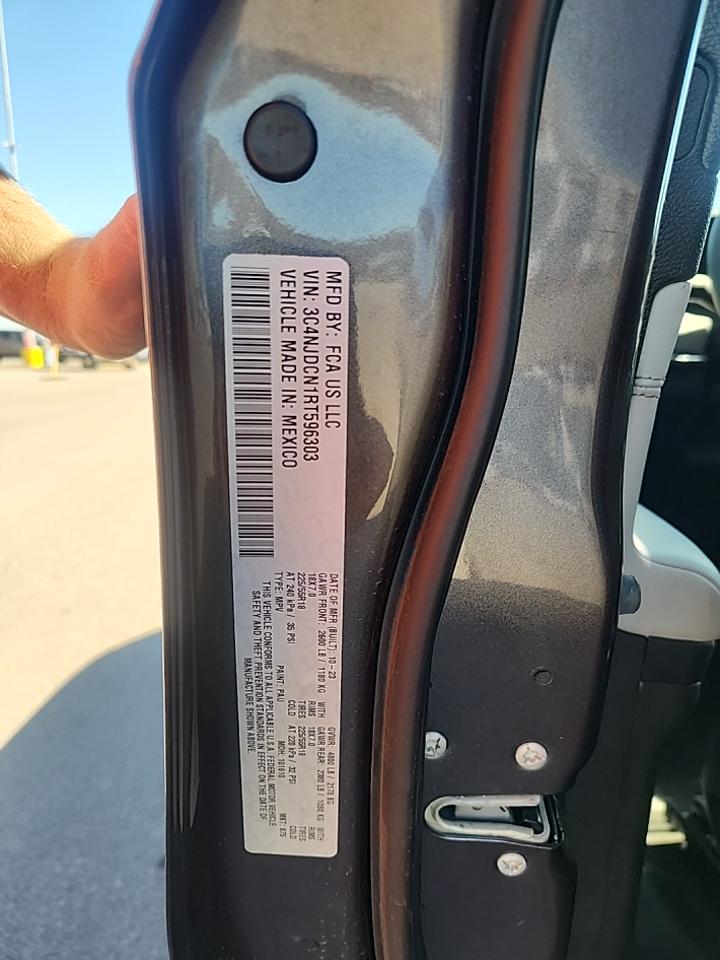 MFD BY: FCA US LLC
VIN: 3C4NJDCN1RT596303
VEHICLE MADE IN: MEXICO
DATE OF MFR (BUILT): 10-23 GVWR: 4800 LB / 2178 KG
GAWR FRONT: 2600 LB / 1180 KG WITH GAWR REAR: LB / KG WITH
18X7.0 RIMS 18X7.0 RIMS
225/55R18 TIRES 225/55R18 TIRES
AT 240 kPa / 35 PSI COLD AT 220 kPa / 32 PSI COLD
TYPE: MPV PAINT: PAU MDH: 101610 MKT:
THIS VEHICLE CONFORMS TO ALL APPLICABLE U.S.A. FEDERAL MOTOR VEHICLE
SAFETY AND THEFT PREVENTION STANDARDS IN EFFECT ON THE DATE OF
MANUFACTURE SHOWN ABOVE.